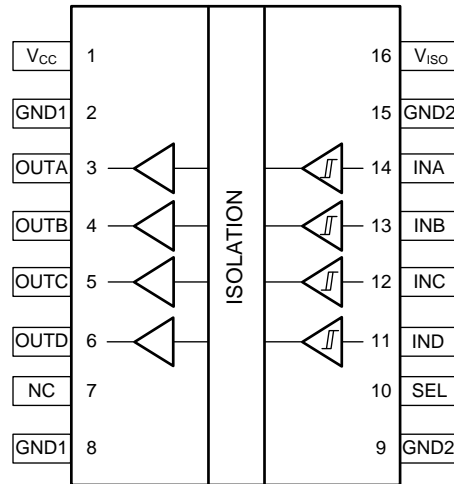 VCC 1 16 VISO
GND1 2 15 GND2
OUTA 3 14 INA
OUTB 4 13 INB
OUTC 5 12 INC
OUTD 6 11 IND
NC 7 10 SEL
GND1 8 9 GND2
ISOLATION